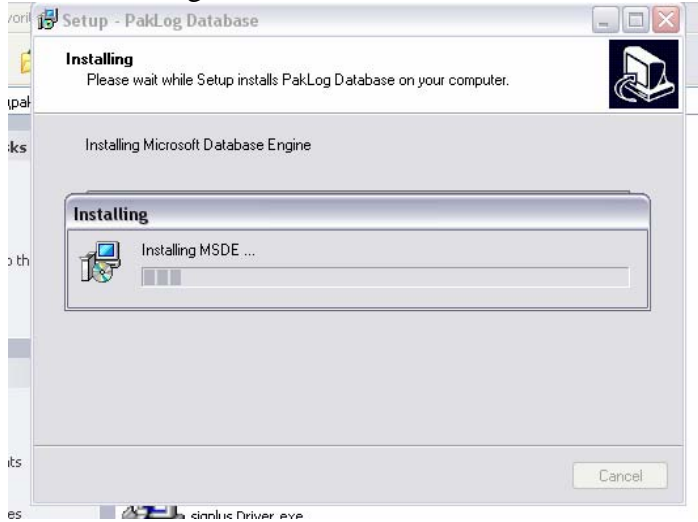 Setup - PakLog Database
Installing
Please wait while Setup installs PakLog Database on your computer.
Installing Microsoft Database Engine
Installing
Installing MSDE ...
Cancel
sigplus Driver.exe